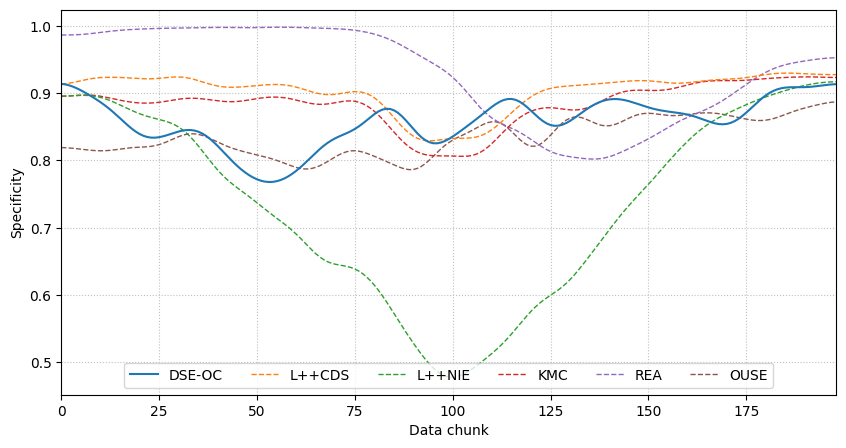 1.0
0.9
0.8
0.7
0.6
0.5
Specificity
DSE-OC L++CDS L++NIE KMC REA OUSE
0 25 50 75 100 125 150 175
Data chunk